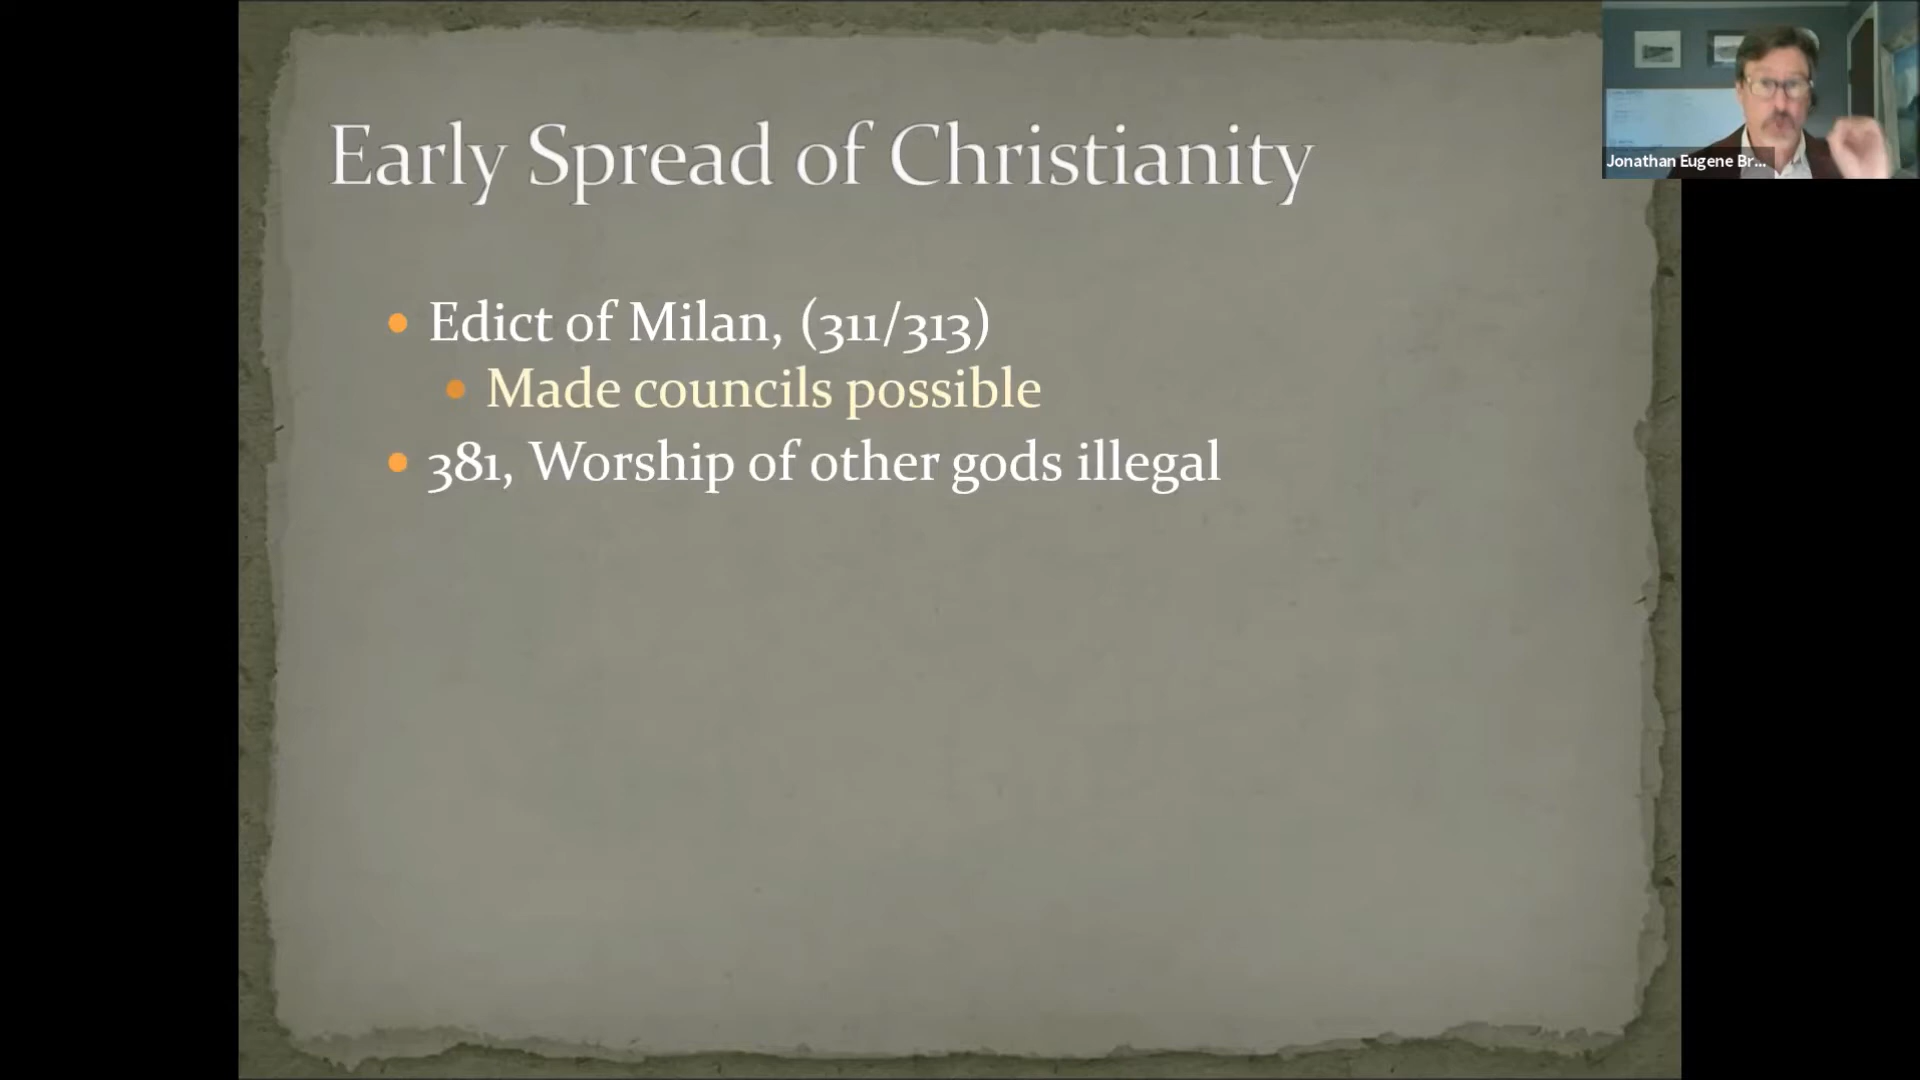 Early Spread of Christianity
Edict of Milan, (311/313)
Made councils possible
381, Worship of other gods illegal
Jonathan Eugene Br...